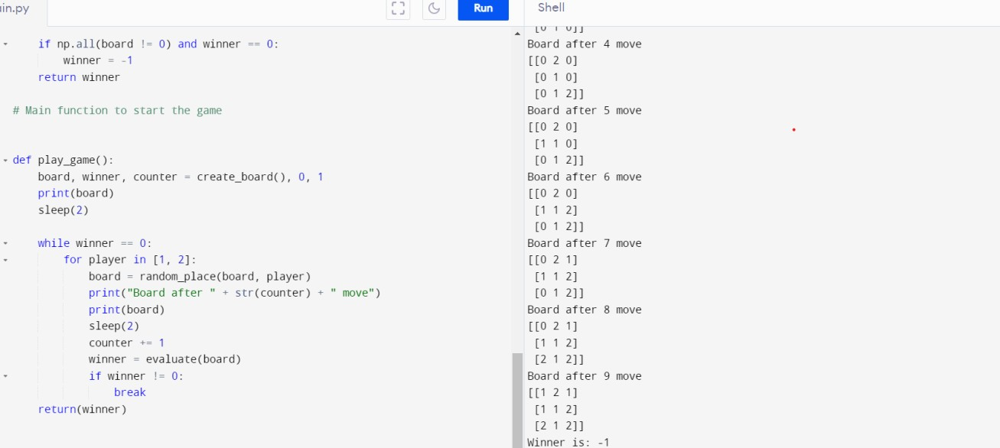 in.py
Run
Shell
if np.all(board != 0) and winner == 0:
winner = -1
return winner
# Main function to start the game
def play_game():
board, winner, counter = create_board(), 0, 1
print(board)
sleep(2)
while winner == 0:
for player in [1, 2]:
board = random_place(board, player)
print("Board after " + str(counter) + " move")
print(board)
sleep(2)
counter += 1
winner = evaluate(board)
if winner != 0:
break
return(winner)
[0 1 0]]
Board after 4 move
[[0 2 0]
[0 1 0]
[0 1 2]]
Board after 5 move
[[0 2 0]
[1 1 0]
[0 1 2]]
Board after 6 move
[[0 2 0]
[1 1 2]
[0 1 2]]
Board after 7 move
[[0 2 1]
[1 1 2]
[0 1 2]]
Board after 8 move
[[0 2 1]
[1 1 2]
[2 1 2]]
Board after 9 move
[[1 2 1]
[1 1 2]
[2 1 2]]
Winner is: -1